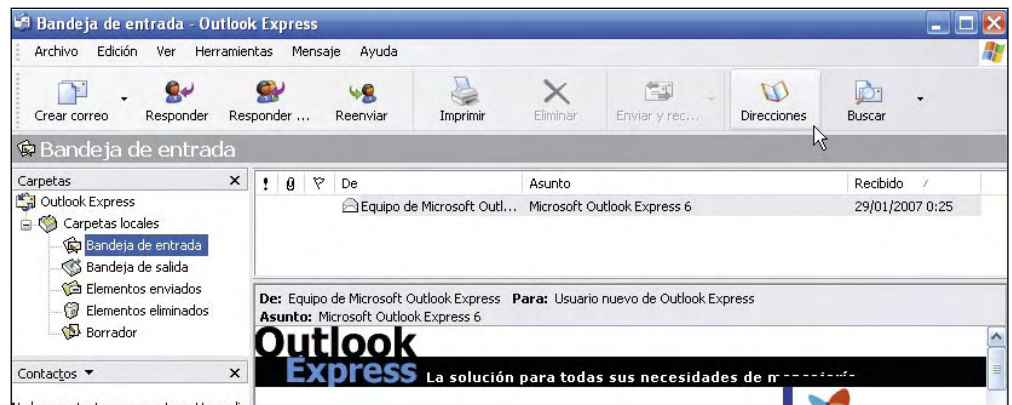 Bandeja de entrada - Outlook Express
Archivo Edición Ver Herramientas Mensaje Ayuda
Crear correo Responder Responder ... Reenviar Imprimir Eliminar Enviar y rec... Direcciones Buscar
Bandeja de entrada
Carpetas
De Asunto Recibido
Outlook Express
Equipo de Microsoft Outl... Microsoft Outlook Express 6 29/01/2007 0:25
Carpetas locales
Bandeja de entrada
Bandeja de salida
Elementos enviados
Elementos eliminados
Borrador
De: Equipo de Microsoft Outlook Express Para: Usuario nuevo de Outlook Express
Asunto: Microsoft Outlook Express 6
Outlook
Express La solución para todas sus necesidades de
Contactos